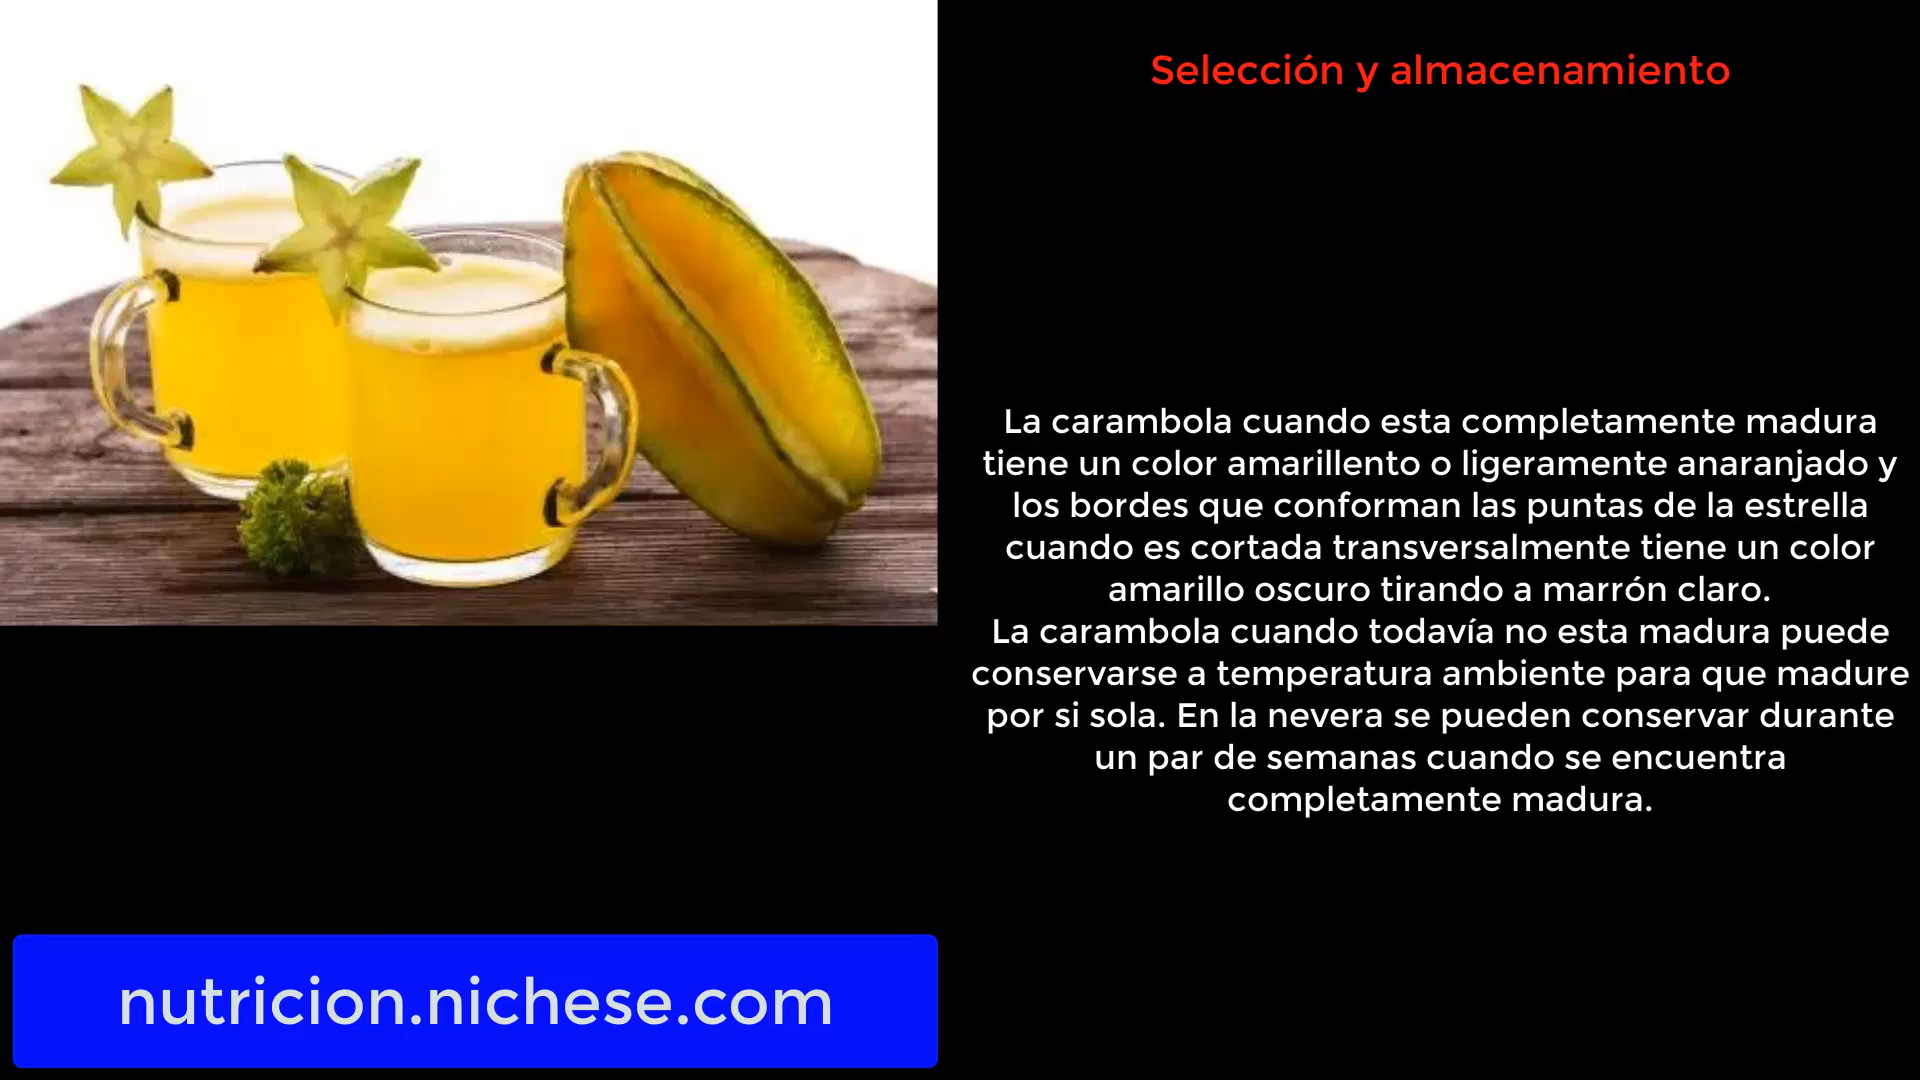 Selección y almacenamiento
La carambola cuando esta completamente madura
tiene un color amarillento o ligeramente anaranjado y
los bordes que conforman las puntas de la estrella
cuando es cortada transversalmente tiene un color
amarillo oscuro tirando a marrón claro.
La carambola cuando todavía no esta madura puede
conservarse a temperatura ambiente para que madure
por si sola. En la nevera se pueden conservar durante
un par de semanas cuando se encuentra
completamente madura.
nutricion.nichese.com